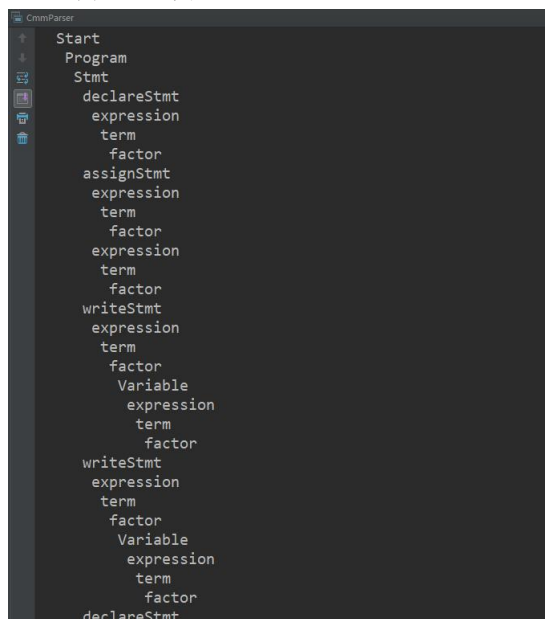 CmmParser
Start
Program
Stmt
declareStmt
expression
term
factor
assignStmt
expression
term
factor
expression
term
factor
writeStmt
expression
term
factor
Variable
expression
term
factor
writeStmt
expression
term
factor
Variable
expression
term
factor
declareStmt